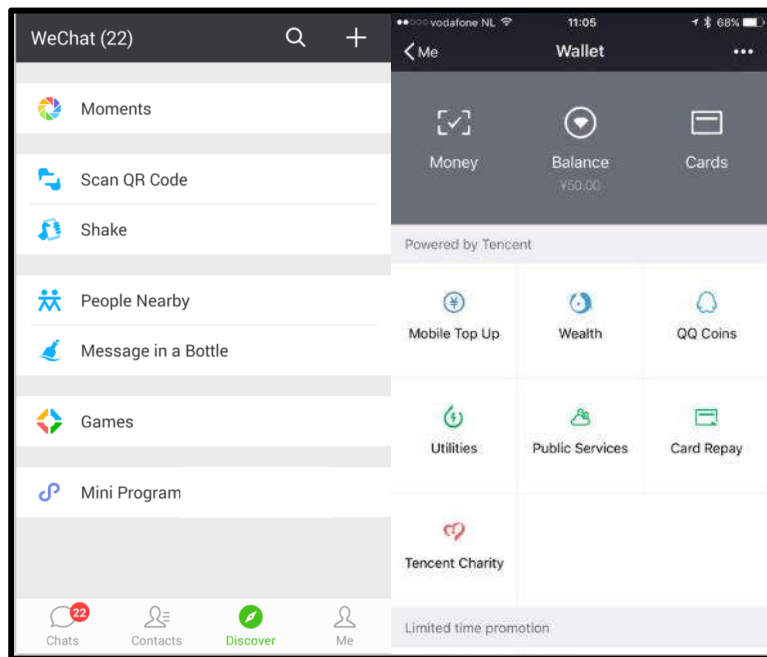 WeChat (22)
Moments
Scan QR Code
Shake
People Nearby
Message in a Bottle
Games
Mini Program
22
Chats
Contacts
Discover
Me
vodafone NL
11:05
68%
Me
Wallet
Money
Balance
Cards
¥50.00
Powered by Tencent
Mobile Top Up
Wealth
QQ Coins
Utilities
Public Services
Card Repay
Tencent Charity
Limited time promotion